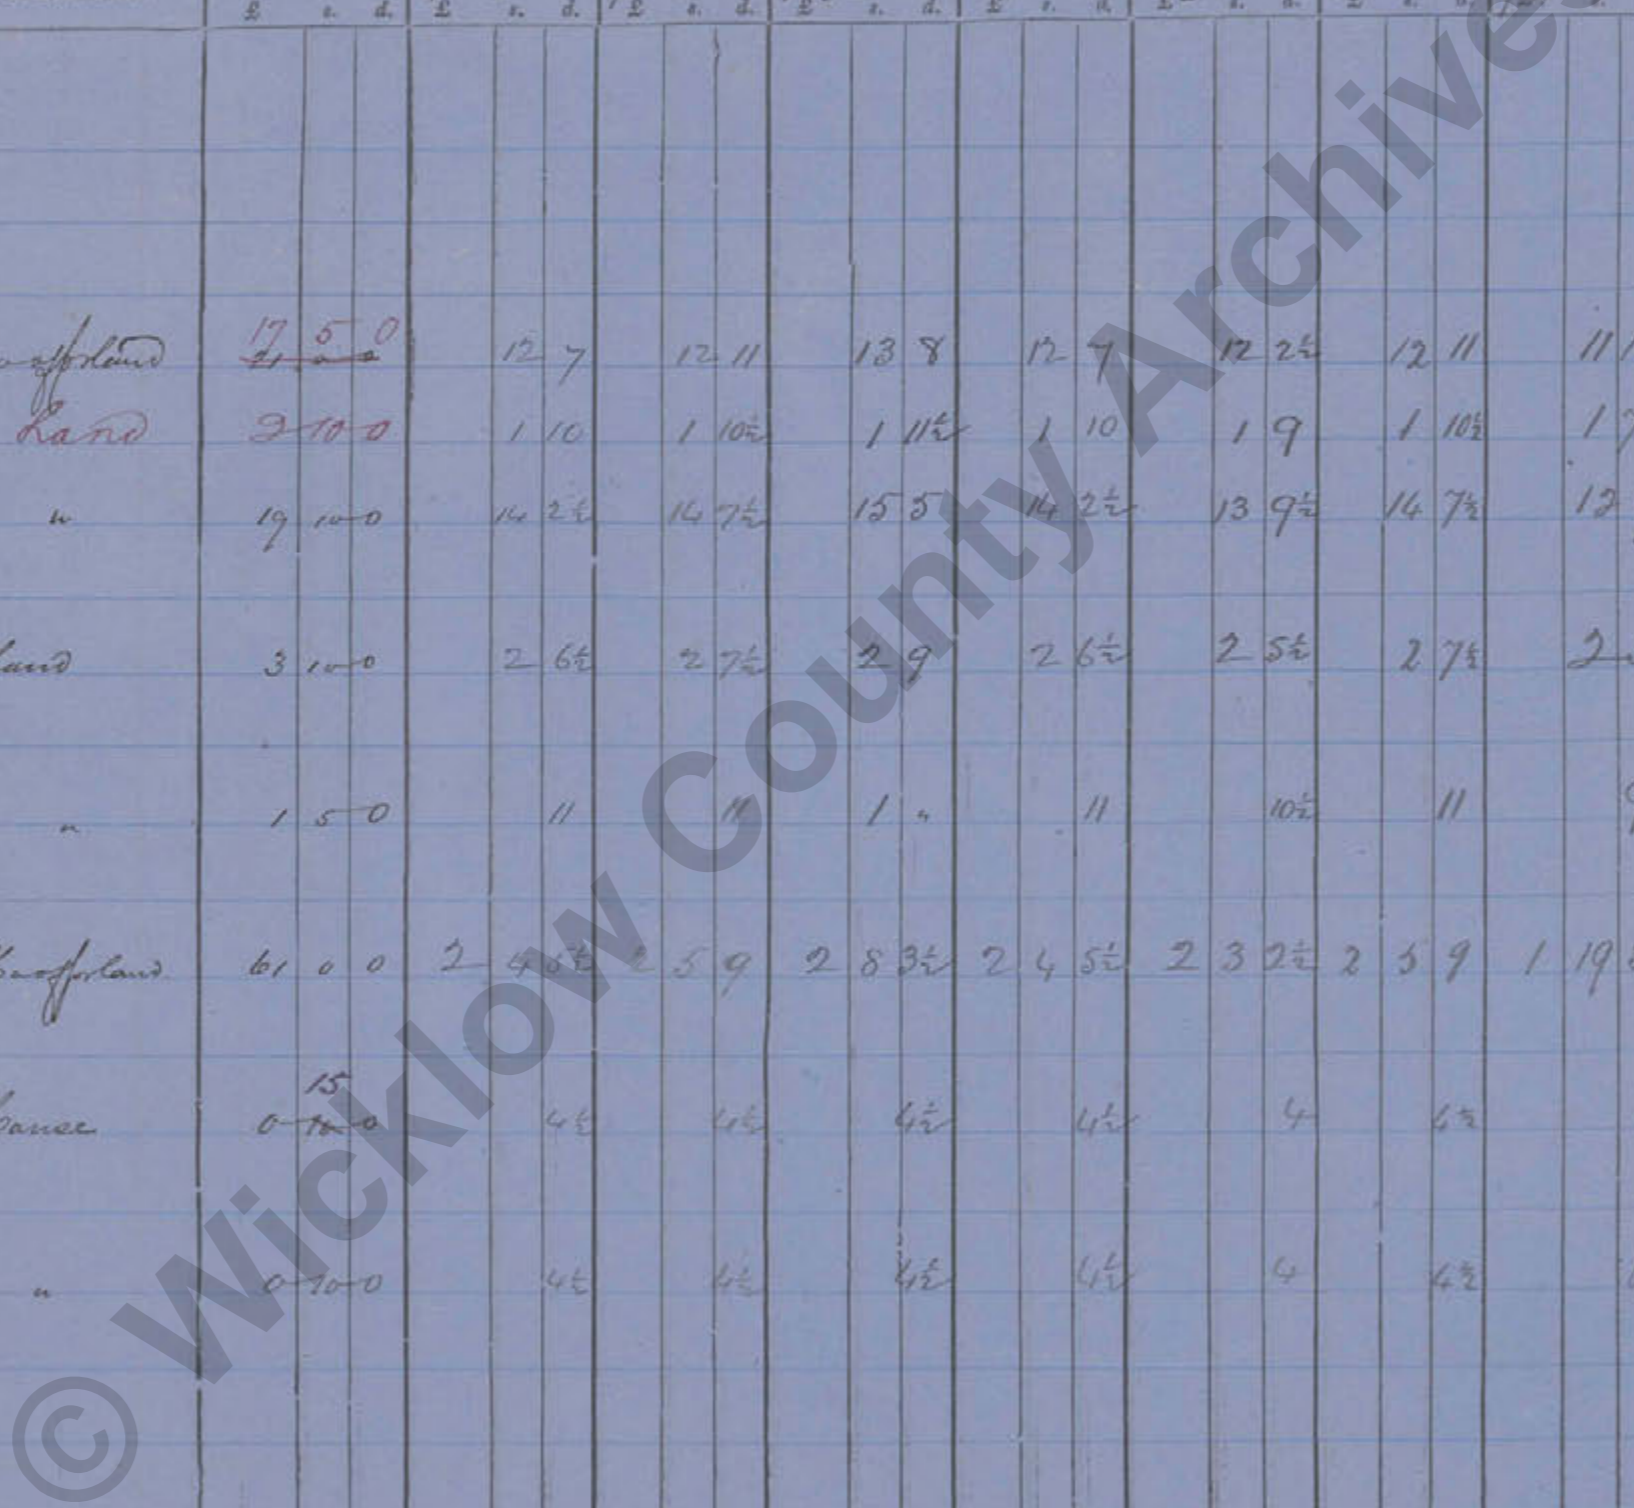 £ s. d. £ s. d. £ s. d. £ s. d. £ s. d. £ s. d. £ s. d.
17 5 0
21 0 0 12 7 12 11 13 8 12 7 12 2½ 12 11 11
Land 2 10 0 1 10 1 10½ 1 11½ 1 10 1 9 1 10½ 1 7
" 19 10 0 14 2½ 14 7½ 15 5 14 2½ 13 9½ 14 7½ 12
Land 3 10 0 2 6½ 2 7½ 2 9 2 6½ 2 5½ 2 7½ 2
" 1 5 0 11 11 1 " 11 10½ 11
61 0 0 2 4 5½ 2 5 9 2 8 3½ 2 4 5½ 2 3 2½ 2 5 9 1 19
15
0 10 0 4½ 4½ 4½ 4½ 4 4½
" 0 10 0 4½ 4½ 4½ 4½ 4 4½
© Wicklow County Archives